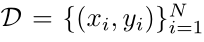 𝒟 = {(xᵢ, yᵢ)}ᵢ₌₁ᴺ